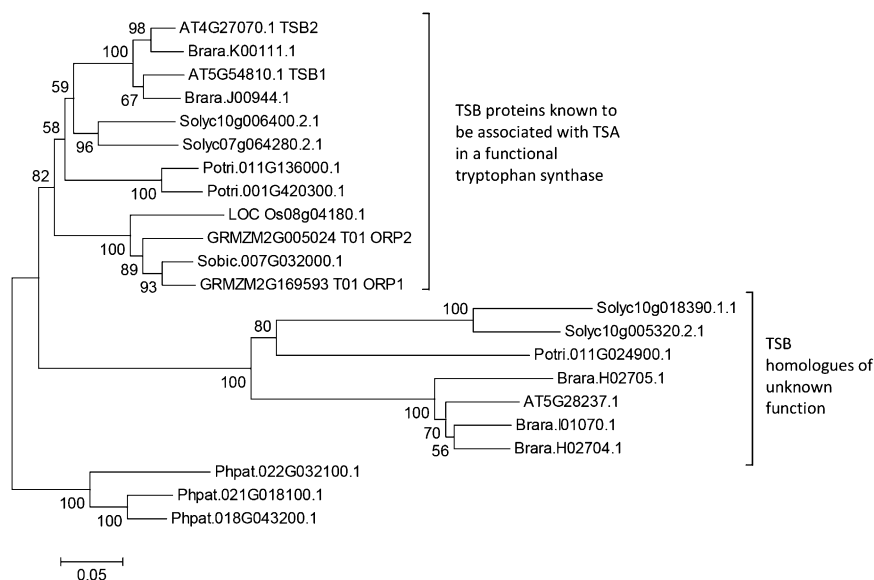 98
AT4G27070.1 TSB2
100
Brara.K00111.1
59
AT5G54810.1 TSB1
67
Brara.J00944.1
58
Solyc10g006400.2.1
96
Solyc07g064280.2.1
82
Potri.011G136000.1
100
Potri.001G420300.1
LOC Os08g04180.1
100
GRMZM2G005024 T01 ORP2
89
Sobic.007G032000.1
93
GRMZM2G169593 T01 ORP1
TSB proteins known to
be associated with TSA
in a functional
tryptophan synthase
100
Solyc10g018390.1.1
80
Solyc10g005320.2.1
Potri.011G024900.1
100
Brara.H02705.1
100
AT5G28237.1
70
Brara.I01070.1
56
Brara.H02704.1
TSB
homologues of
unknown
function
Phpat.022G032100.1
100
Phpat.021G018100.1
100
Phpat.018G043200.1
0.05